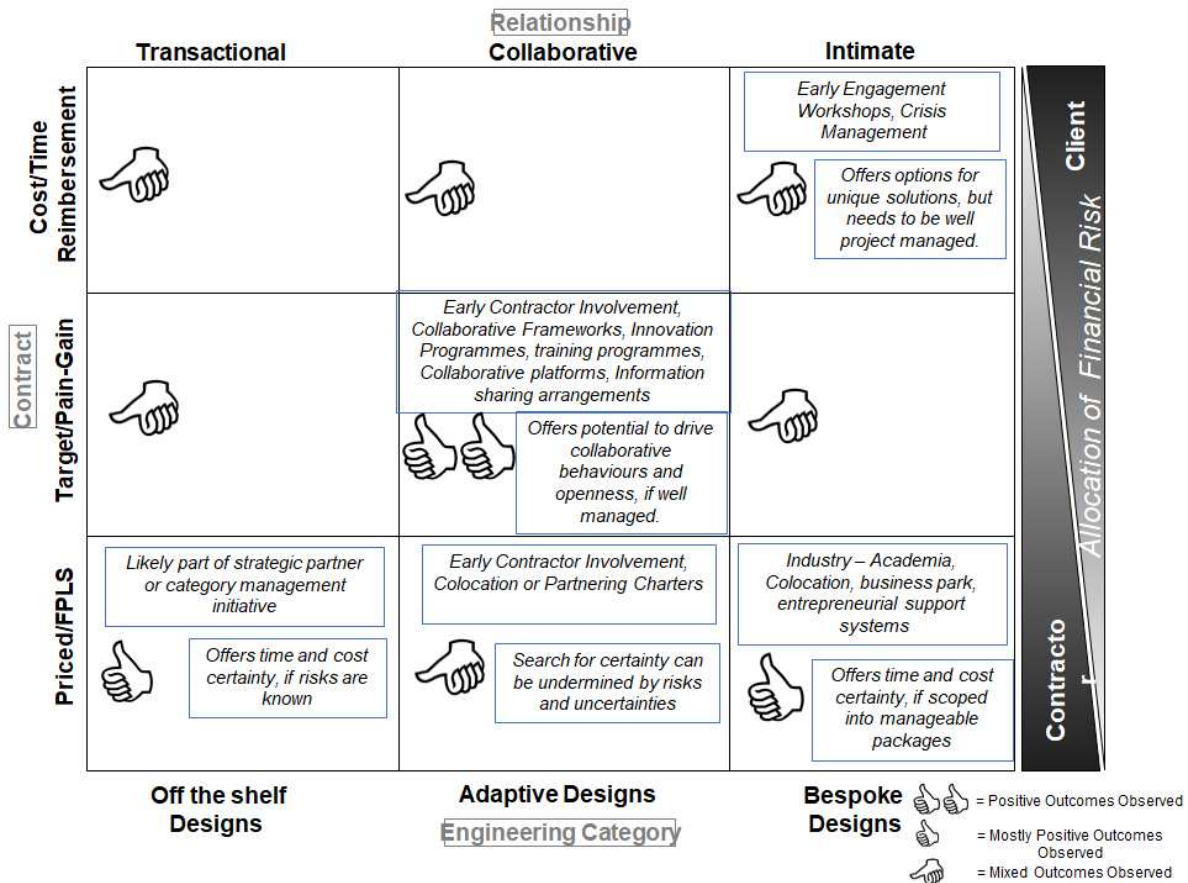 Relationship
Transactional
Collaborative
Intimate
Contract
Cost/Time
Reimbersement
Early Engagement
Workshops, Crisis
Management
Offers options for
unique solutions, but
needs to be well
project managed.
Target/Pain-Gain
Early Contractor Involvement,
Collaborative Frameworks, Innovation
Programmes, training programmes,
Collaborative platforms, Information
sharing arrangements
Offers potential to drive
collaborative
behaviours and
openness, if well
managed.
Priced/FPLS
Likely part of strategic partner
or category management
initiative
Offers time and cost
certainty, if risks are
known
Early Contractor Involvement,
Colocation or Partnering Charters
Search for certainty can
be undermined by risks
and uncertainties
Industry – Academia,
Colocation, business park,
entrepreneurial support
systems
Offers time and cost
certainty, if scoped
into manageable
packages
Client
Allocation of Financial Risk
Contracto
r
Off the shelf
Designs
Adaptive Designs
Bespoke
Designs
Engineering Category
= Positive Outcomes Observed
= Mostly Positive Outcomes
Observed
= Mixed Outcomes Observed